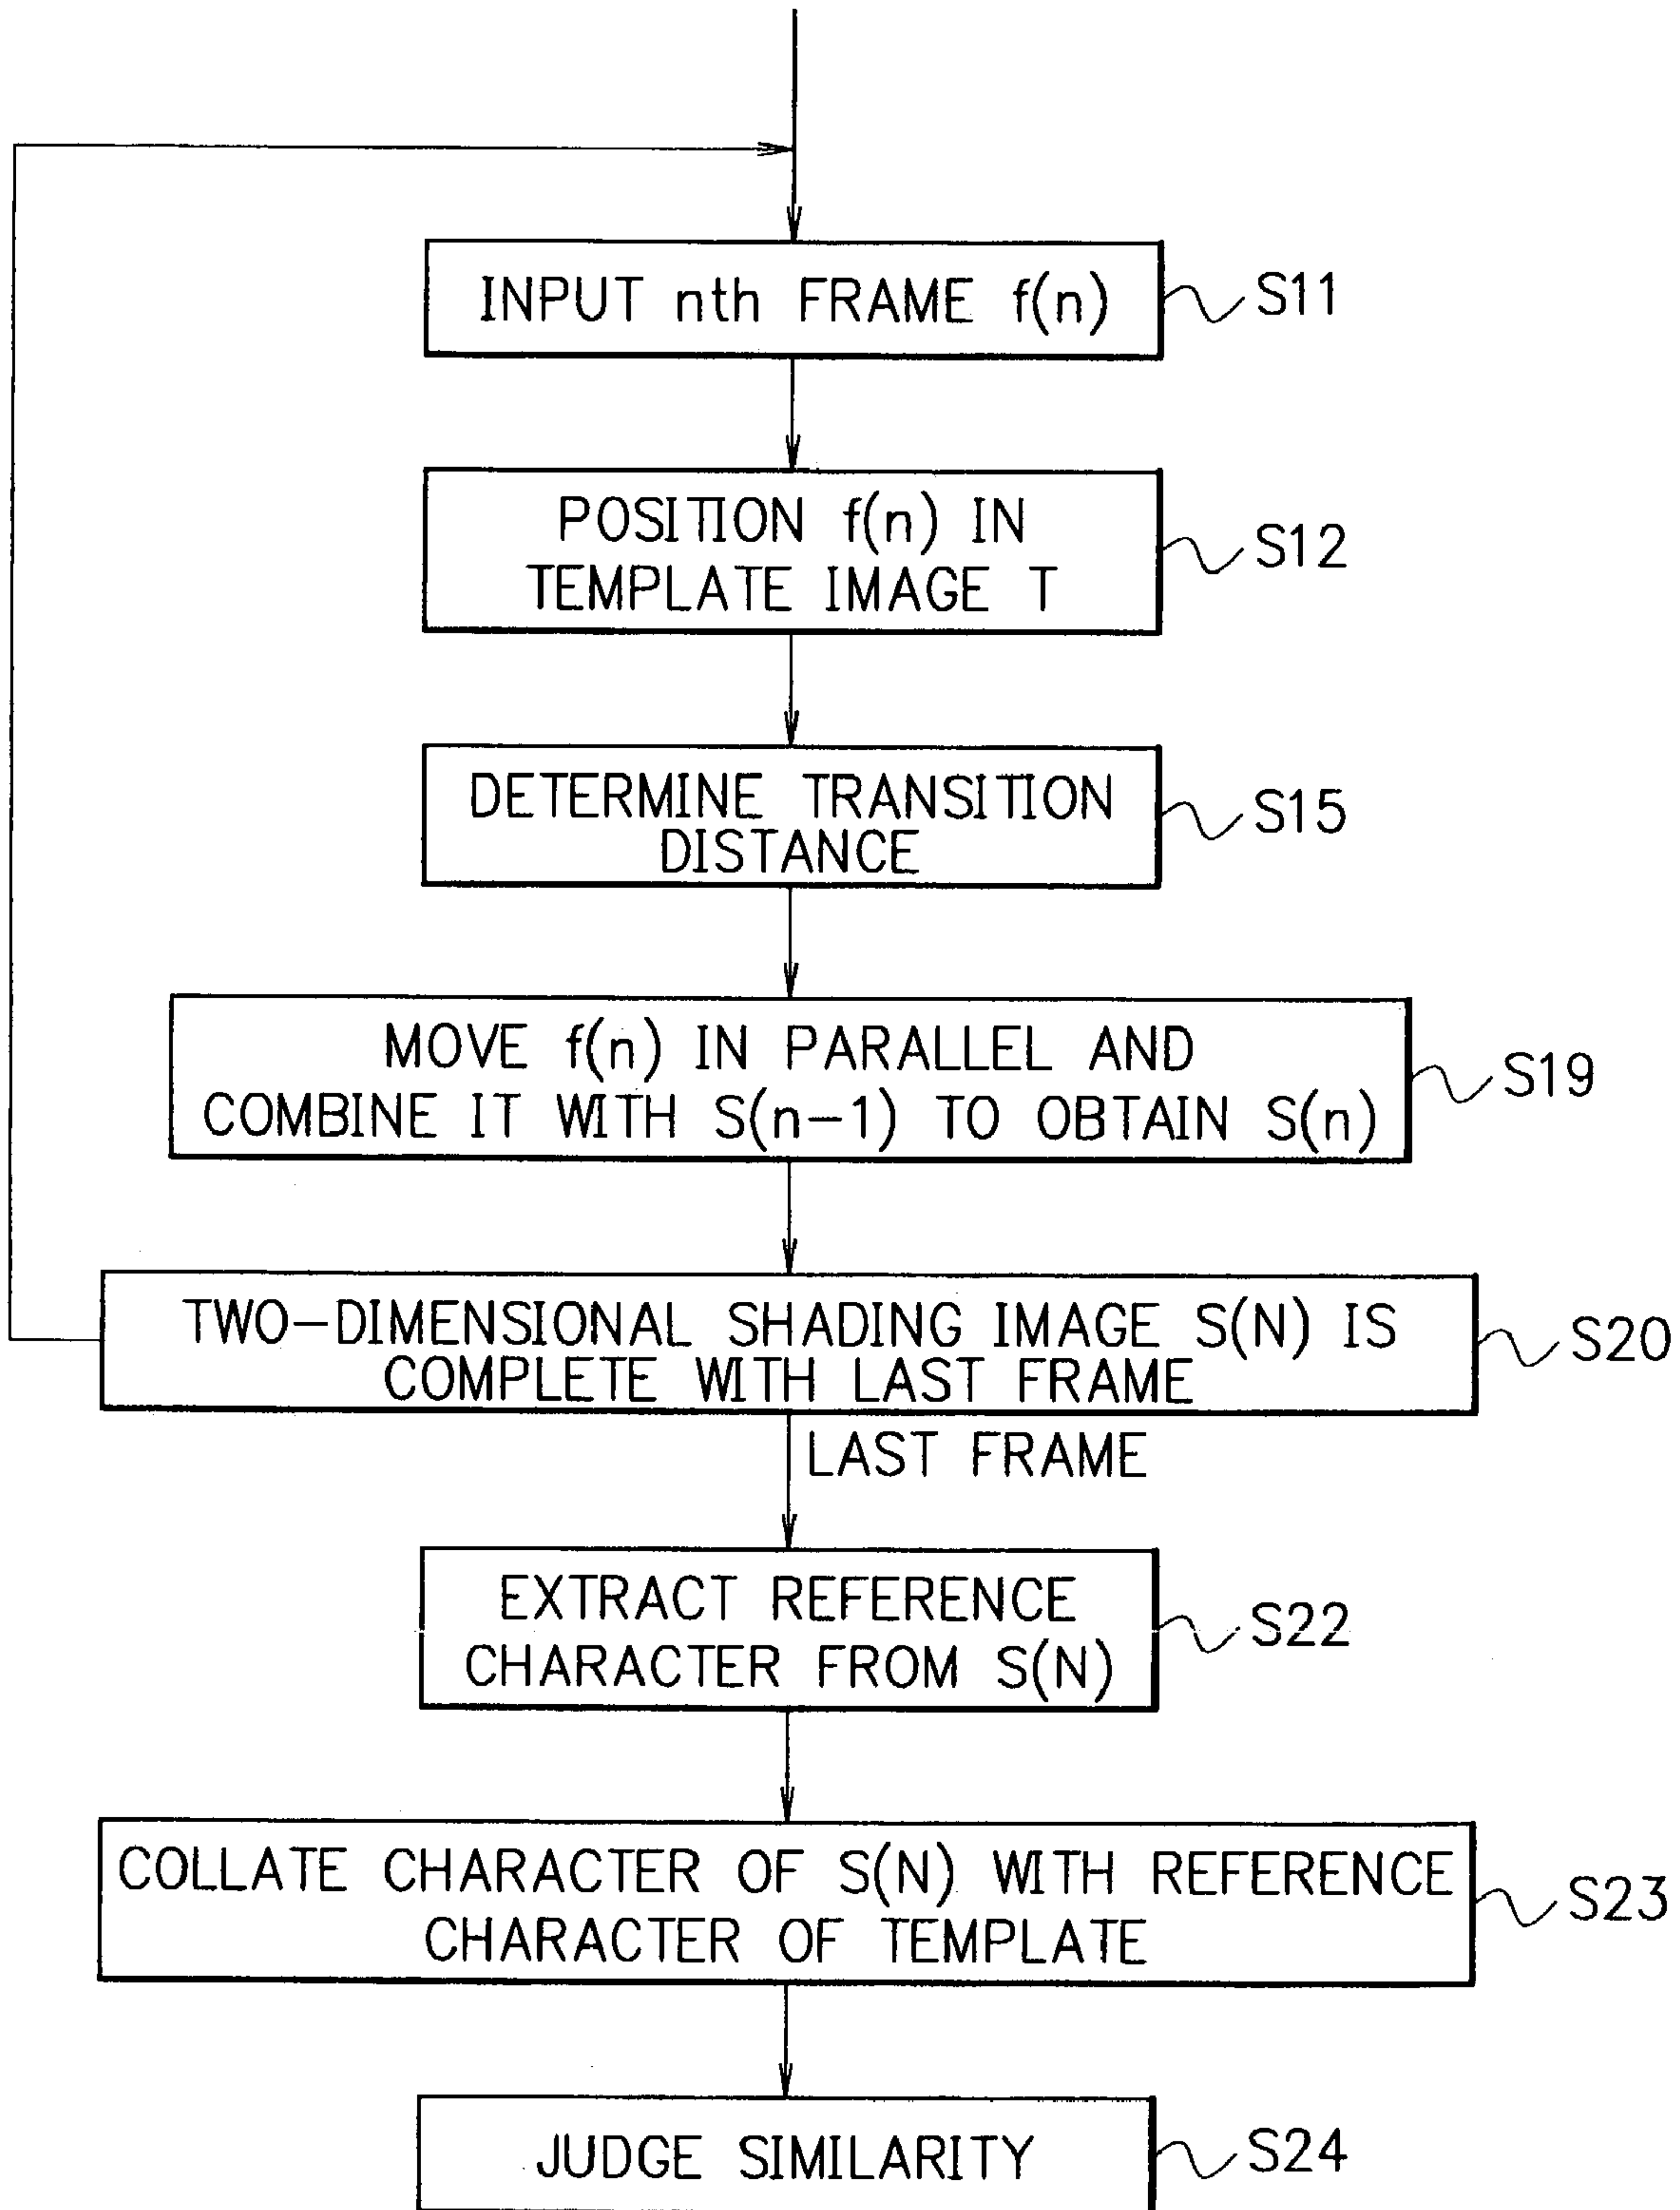 INPUT nth FRAME f(n)
S11
POSITION f(n) IN
TEMPLATE IMAGE T
S12
DETERMINE TRANSITION
DISTANCE
S15
MOVE f(n) IN PARALLEL AND
COMBINE IT WITH S(n-1) TO OBTAIN S(n)
S19
TWO-DIMENSIONAL SHADING IMAGE S(N) IS
COMPLETE WITH LAST FRAME
S20
LAST FRAME
EXTRACT REFERENCE
CHARACTER FROM S(N)
S22
COLLATE CHARACTER OF S(N) WITH REFERENCE
CHARACTER OF TEMPLATE
S23
JUDGE SIMILARITY
S24